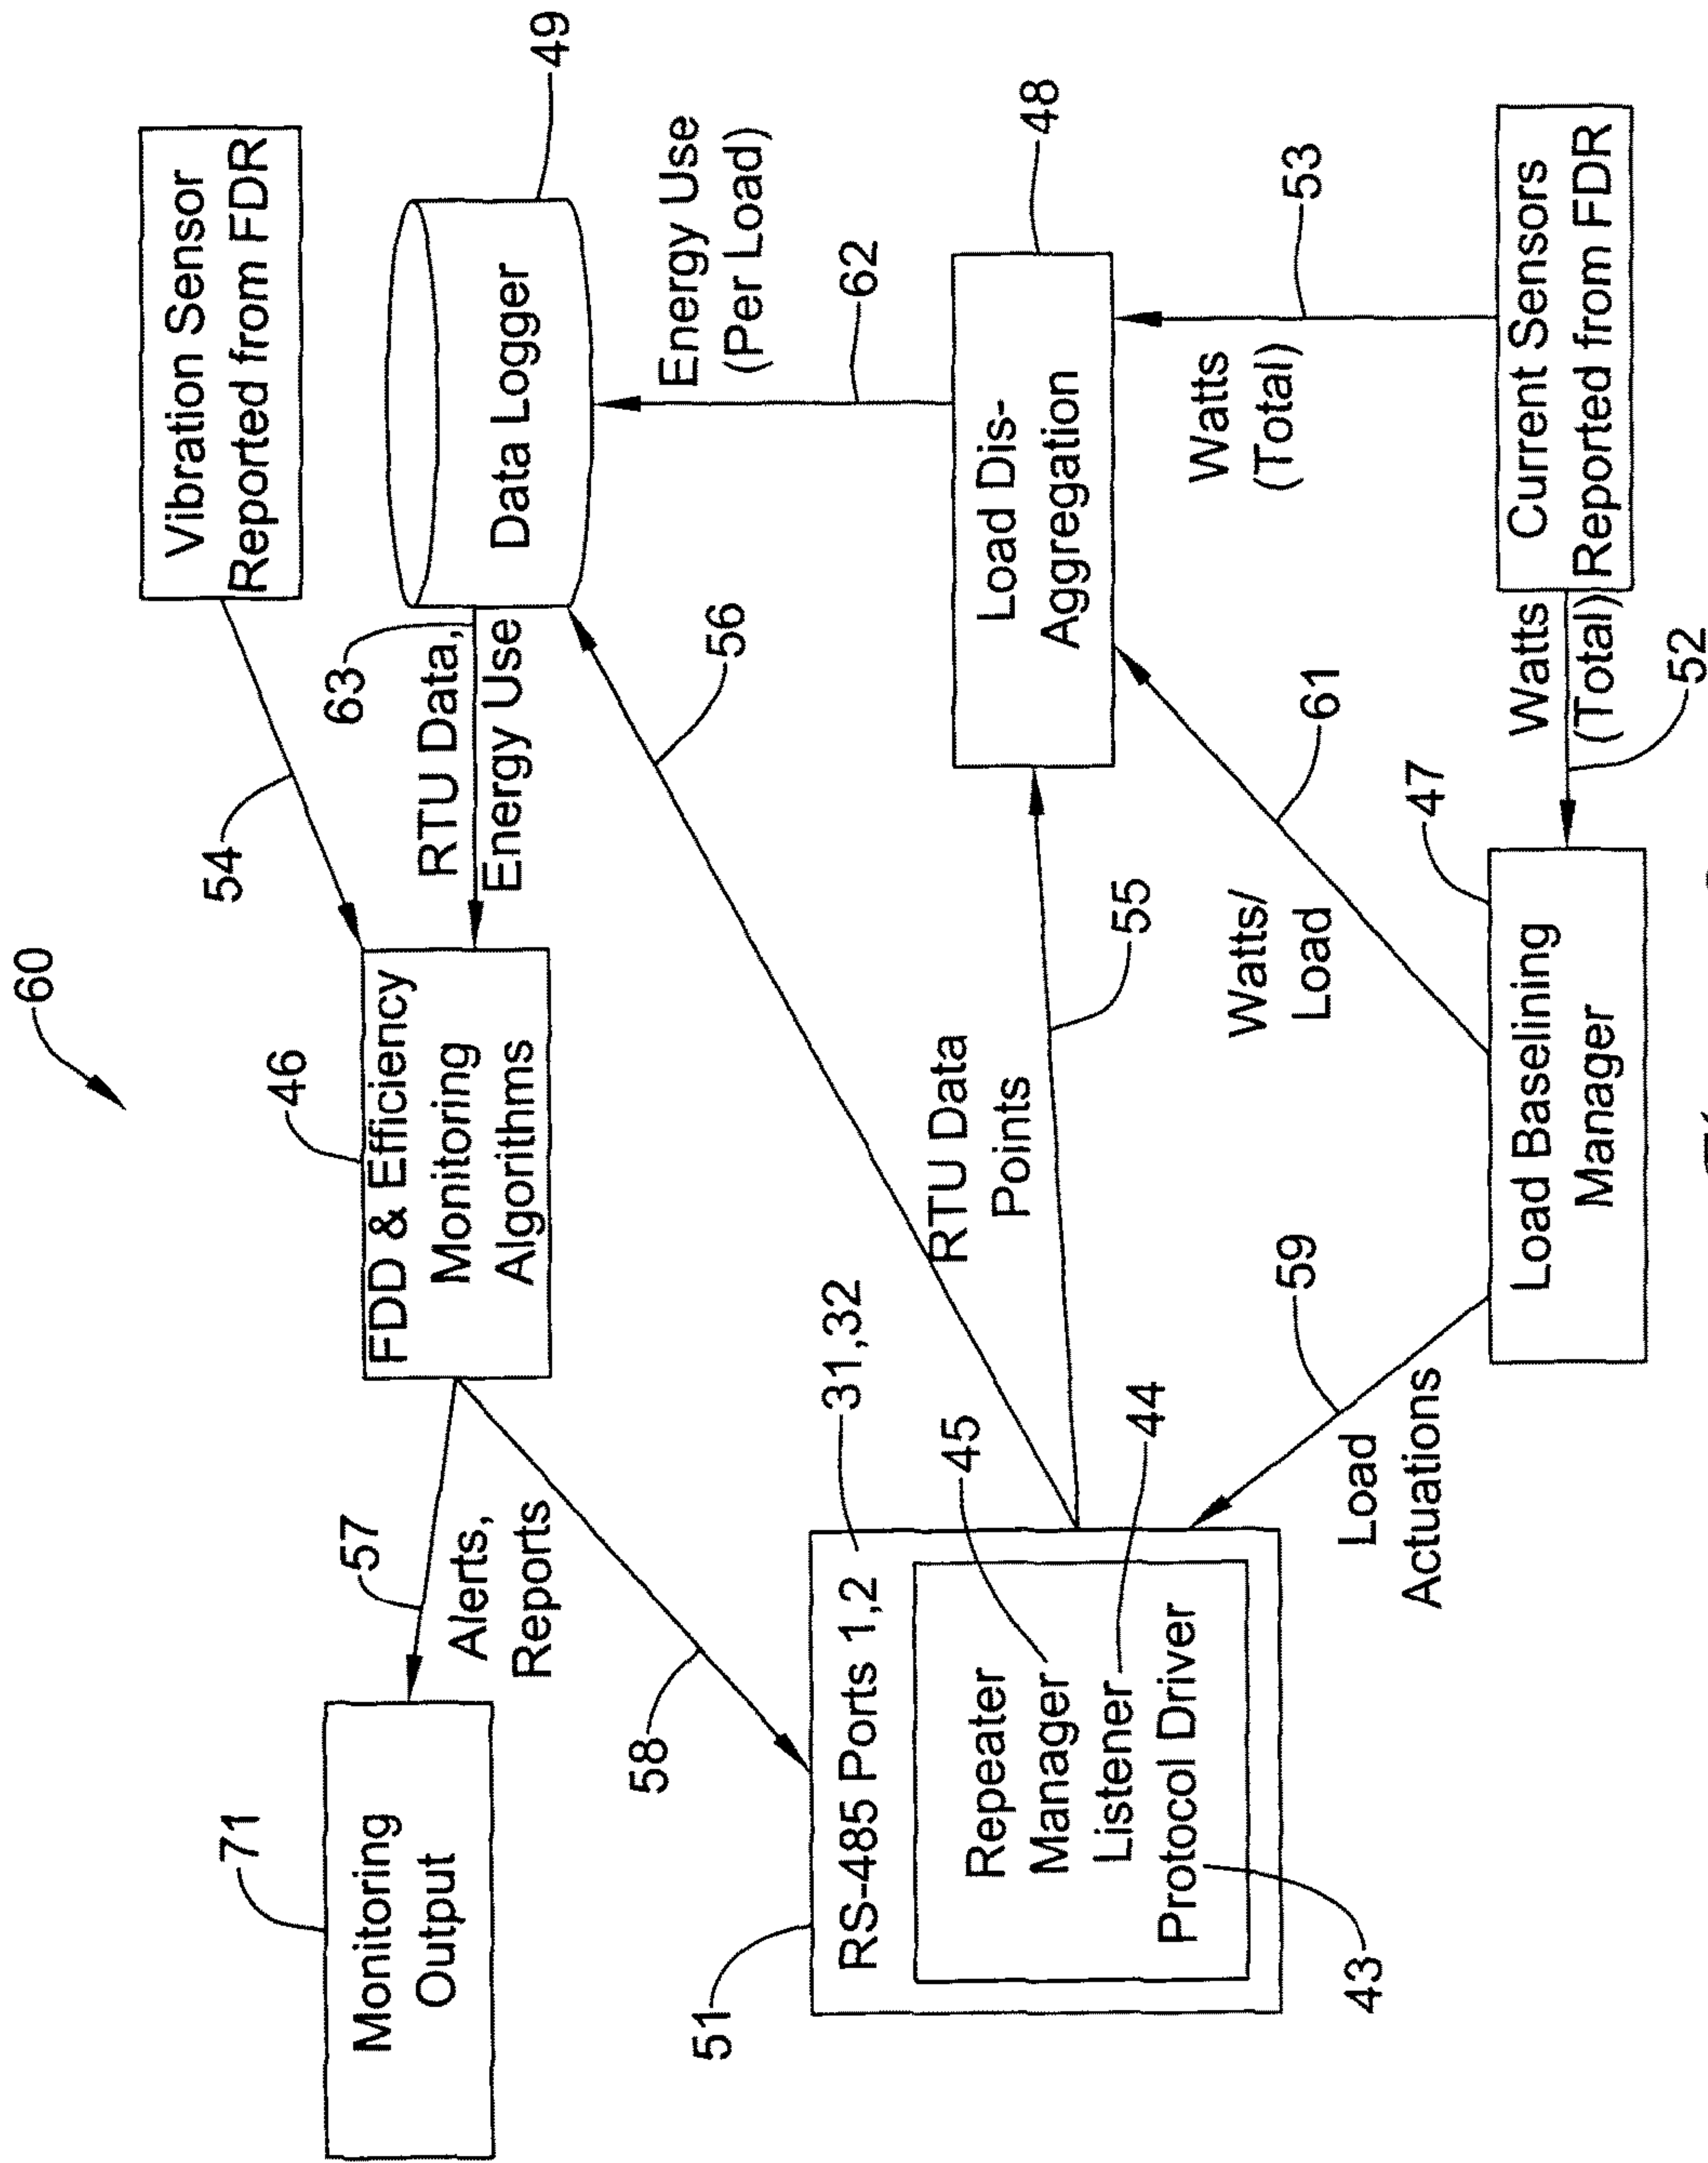 60
71
Monitoring
Output
57
Alerts,
Reports
46
FDD & Efficiency
Monitoring
Algorithms
54
Vibration Sensor
Reported from FDR
63
RTU Data,
Energy Use
49
Data Logger
58
56
Energy Use
(Per Load)
62
51
RS-485 Ports 1,2
31,32
Repeater
Manager
Listener
Protocol Driver
45
44
43
RTU Data
Points
55
Load Dis-
Aggregation
48
Load
Actuations
59
Watts/
Load
61
Watts
(Total)
53
47
Load Baselining
Manager
Watts
(Total)
52
Current Sensors
Reported from FDR